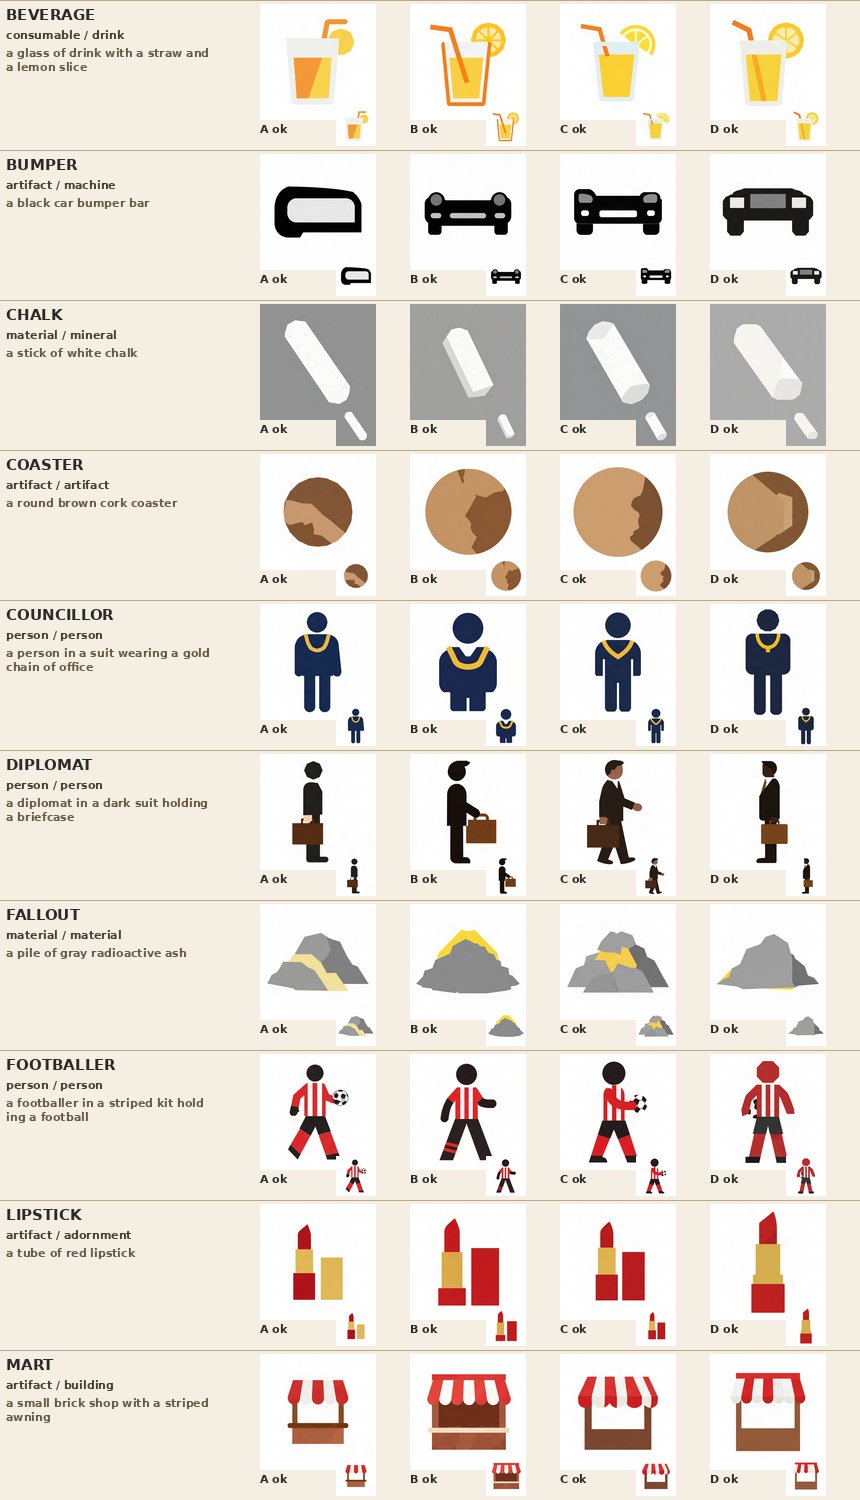 BEVERAGE
consumable / drink
a glass of drink with a straw and
a lemon slice
A ok
B ok
C ok
D ok
BUMPER
artifact / machine
a black car bumper bar
A ok
B ok
C ok
D ok
CHALK
material / mineral
a stick of white chalk
A ok
B ok
C ok
D ok
COASTER
artifact / artifact
a round brown cork coaster
A ok
B ok
C ok
D ok
COUNCILLOR
person / person
a person in a suit wearing a gold
chain of office
A ok
B ok
C ok
D ok
DIPLOMAT
person / person
a diplomat in a dark suit holding
a briefcase
A ok
B ok
C ok
D ok
FALLOUT
material / material
a pile of gray radioactive ash
A ok
B ok
C ok
D ok
FOOTBALLER
person / person
a footballer in a striped kit hold
ing a football
A ok
B ok
C ok
D ok
LIPSTICK
artifact / adornment
a tube of red lipstick
A ok
B ok
C ok
D ok
MART
artifact / building
a small brick shop with a striped
awning
A ok
B ok
C ok
D ok